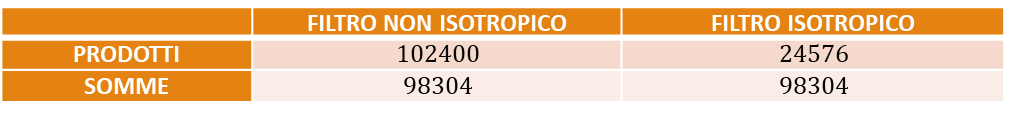 FILTRO NON ISOTROPICO FILTRO ISOTROPICO
PRODOTTI 102400 24576
SOMME 98304 98304